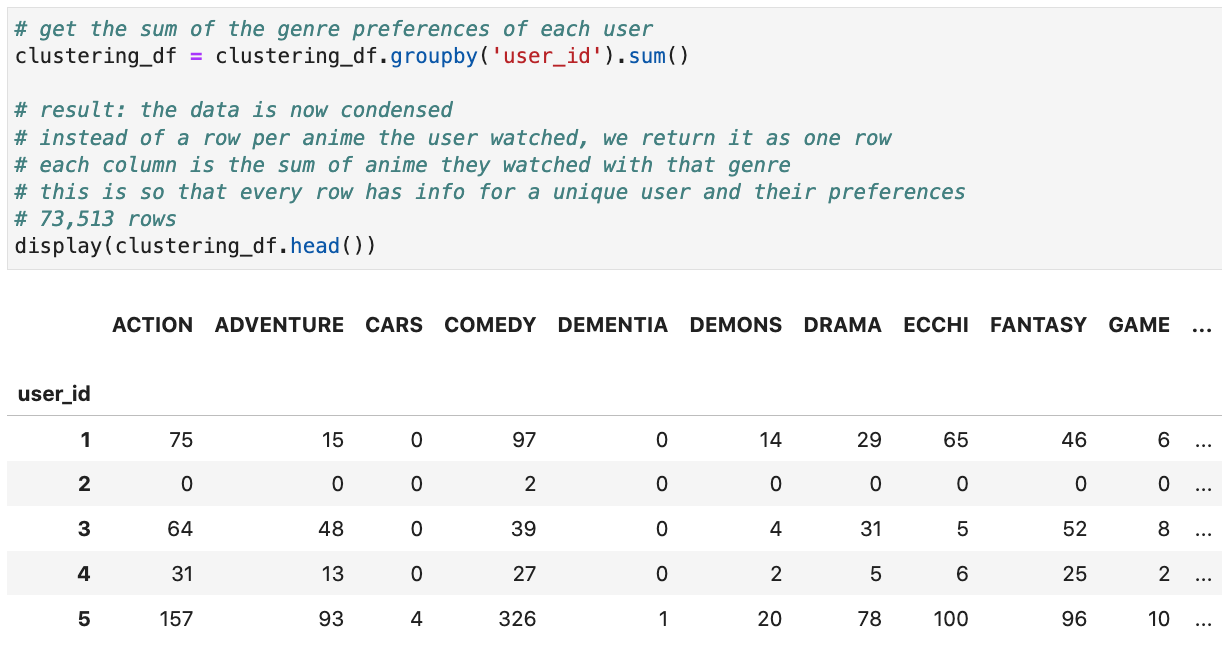 # get the sum of the genre preferences of each user
clustering_df = clustering_df.groupby('user_id').sum()
# result: the data is now condensed
# instead of a row per anime the user watched, we return it as one row
# each column is the sum of anime they watched with that genre
# this is so that every row has info for a unique user and their preferences
# 73,513 rows
display(clustering_df.head())
ACTION ADVENTURE CARS COMEDY DEMENTIA DEMONS DRAMA ECCHI FANTASY GAME ...
user_id
1 75 15 0 97 0 14 29 65 46 6 ...
2 0 0 0 2 0 0 0 0 0 0 ...
3 64 48 0 39 0 4 31 5 52 8 ...
4 31 13 0 27 0 2 5 6 25 2 ...
5 157 93 4 326 1 20 78 100 96 10 ...